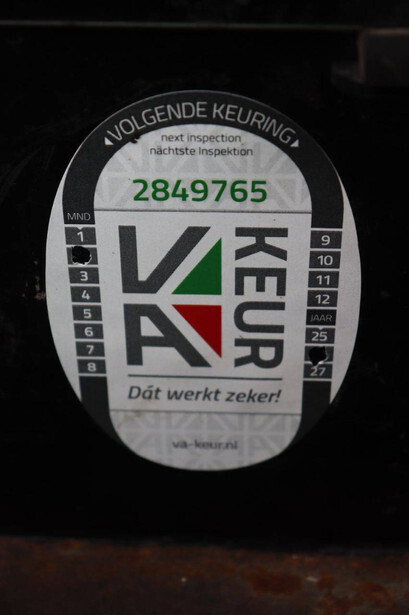 VOLGENDE KEURING
next inspection
nächtste Inspektion
2849765
MND
1
3
4
5
6
7
8
VA
KEUR
9
10
11
12
JAAR
25
27
Dát werkt zeker!
va-keur.nl